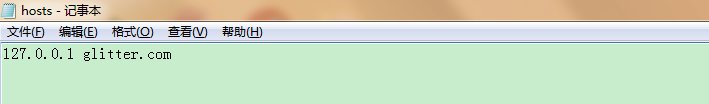 hosts - 记事本
文件(F) 编辑(E) 格式(O) 查看(V) 帮助(H)
127.0.0.1 glitter.com